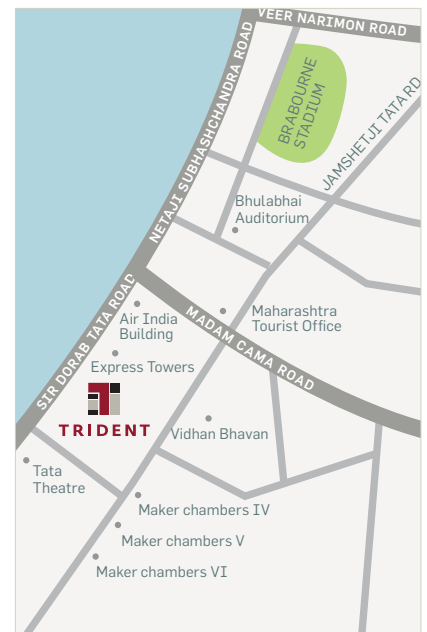 VEER NARIMON ROAD
NETAJI SUBHASHCHANDRA ROAD
BRABOURNE
STADIUM
JAMSHETJI TATA RD
Bhulabhai
Auditorium
SIR DORAB TATA ROAD
Air India
Building
MADAM CAMA ROAD
Maharashtra
Tourist Office
Express Towers
TRIDENT
Vidhan Bhavan
Tata
Theatre
Maker chambers IV
Maker chambers V
Maker chambers VI